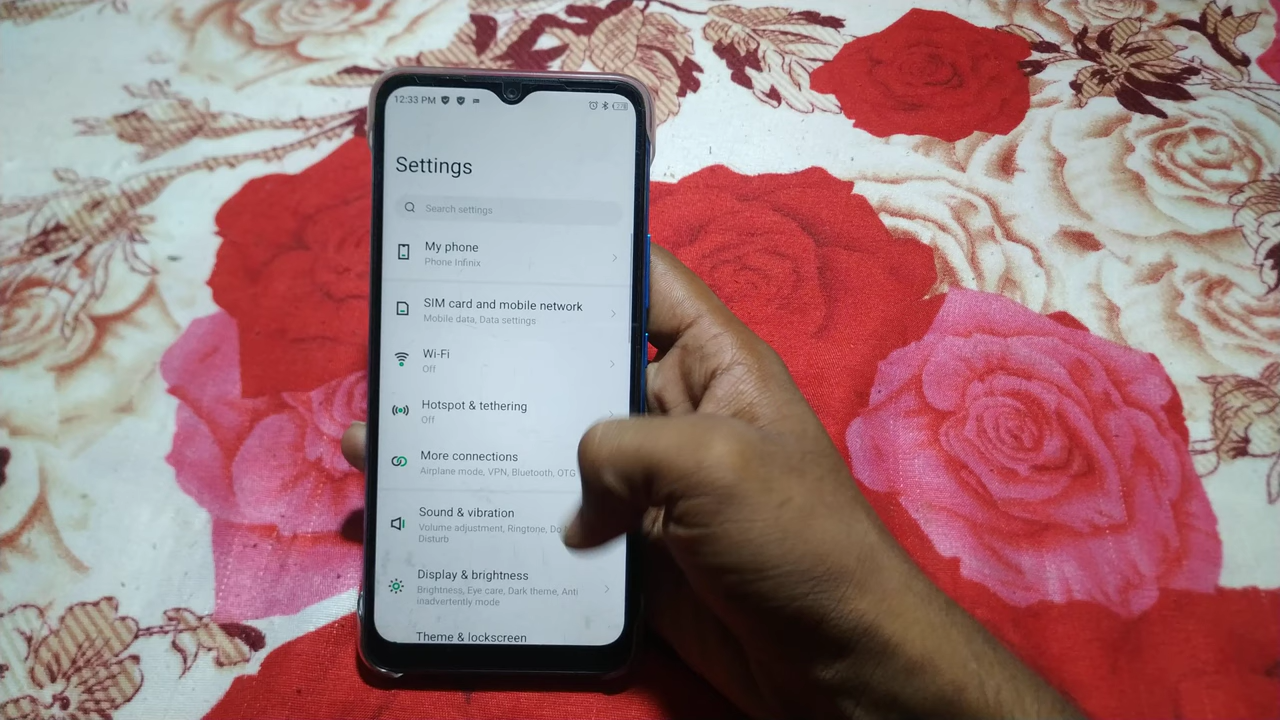 12:33 PM
Settings
Search settings
My phone
Phone Infinix
SIM card and mobile network
Mobile data, Data settings
Wi-Fi
Off
Hotspot & tethering
Off
More connections
Airplane mode, VPN, Bluetooth, OTG
Sound & vibration
Volume adjustment, Ringtone, Do
Disturb
Display & brightness
Brightness, Eye care, Dark theme, Anti
inadvertently mode
Theme & lockscreen